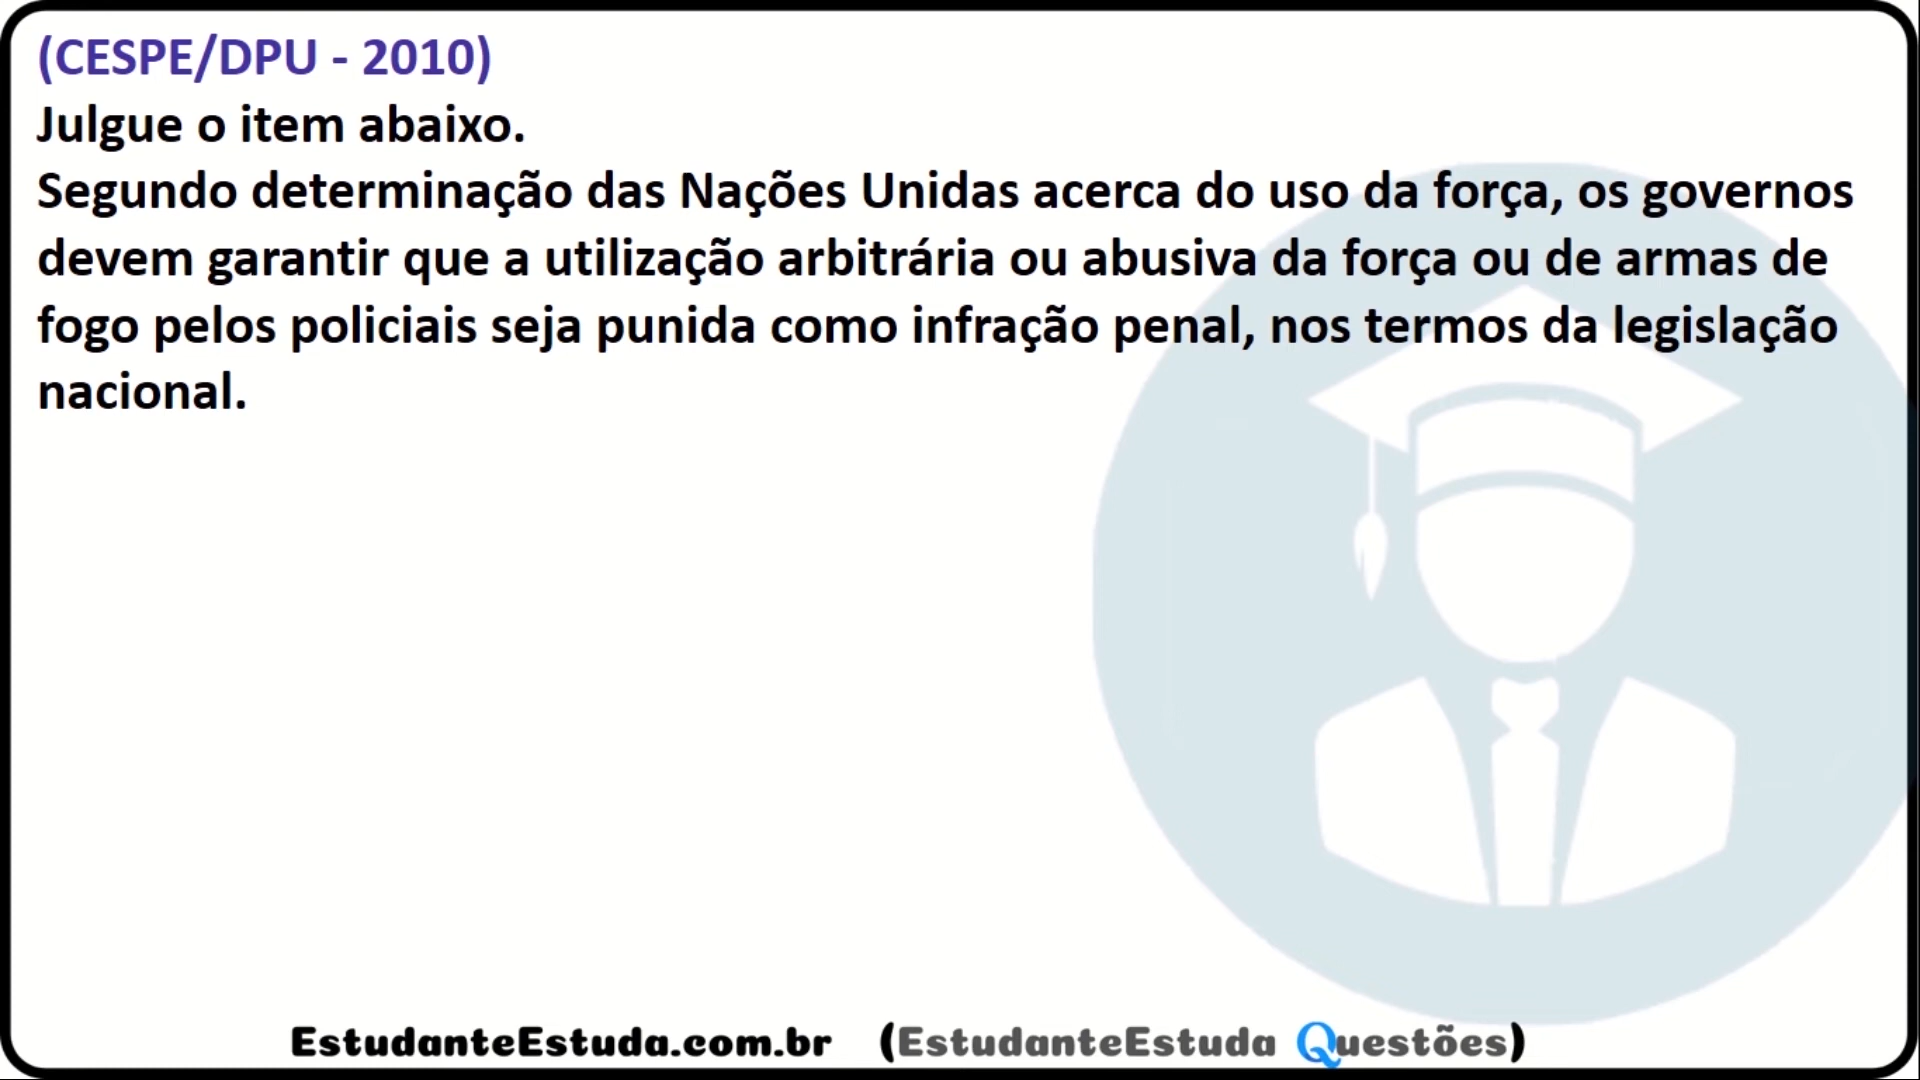 (CESPE/DPU - 2010)
Julgue o item abaixo.
Segundo determinação das Nações Unidas acerca do uso da força, os governos
devem garantir que a utilização arbitrária ou abusiva da força ou de armas de
fogo pelos policiais seja punida como infração penal, nos termos da legislação
nacional.
EstudanteEstuda.com.br (EstudanteEstuda Questões)